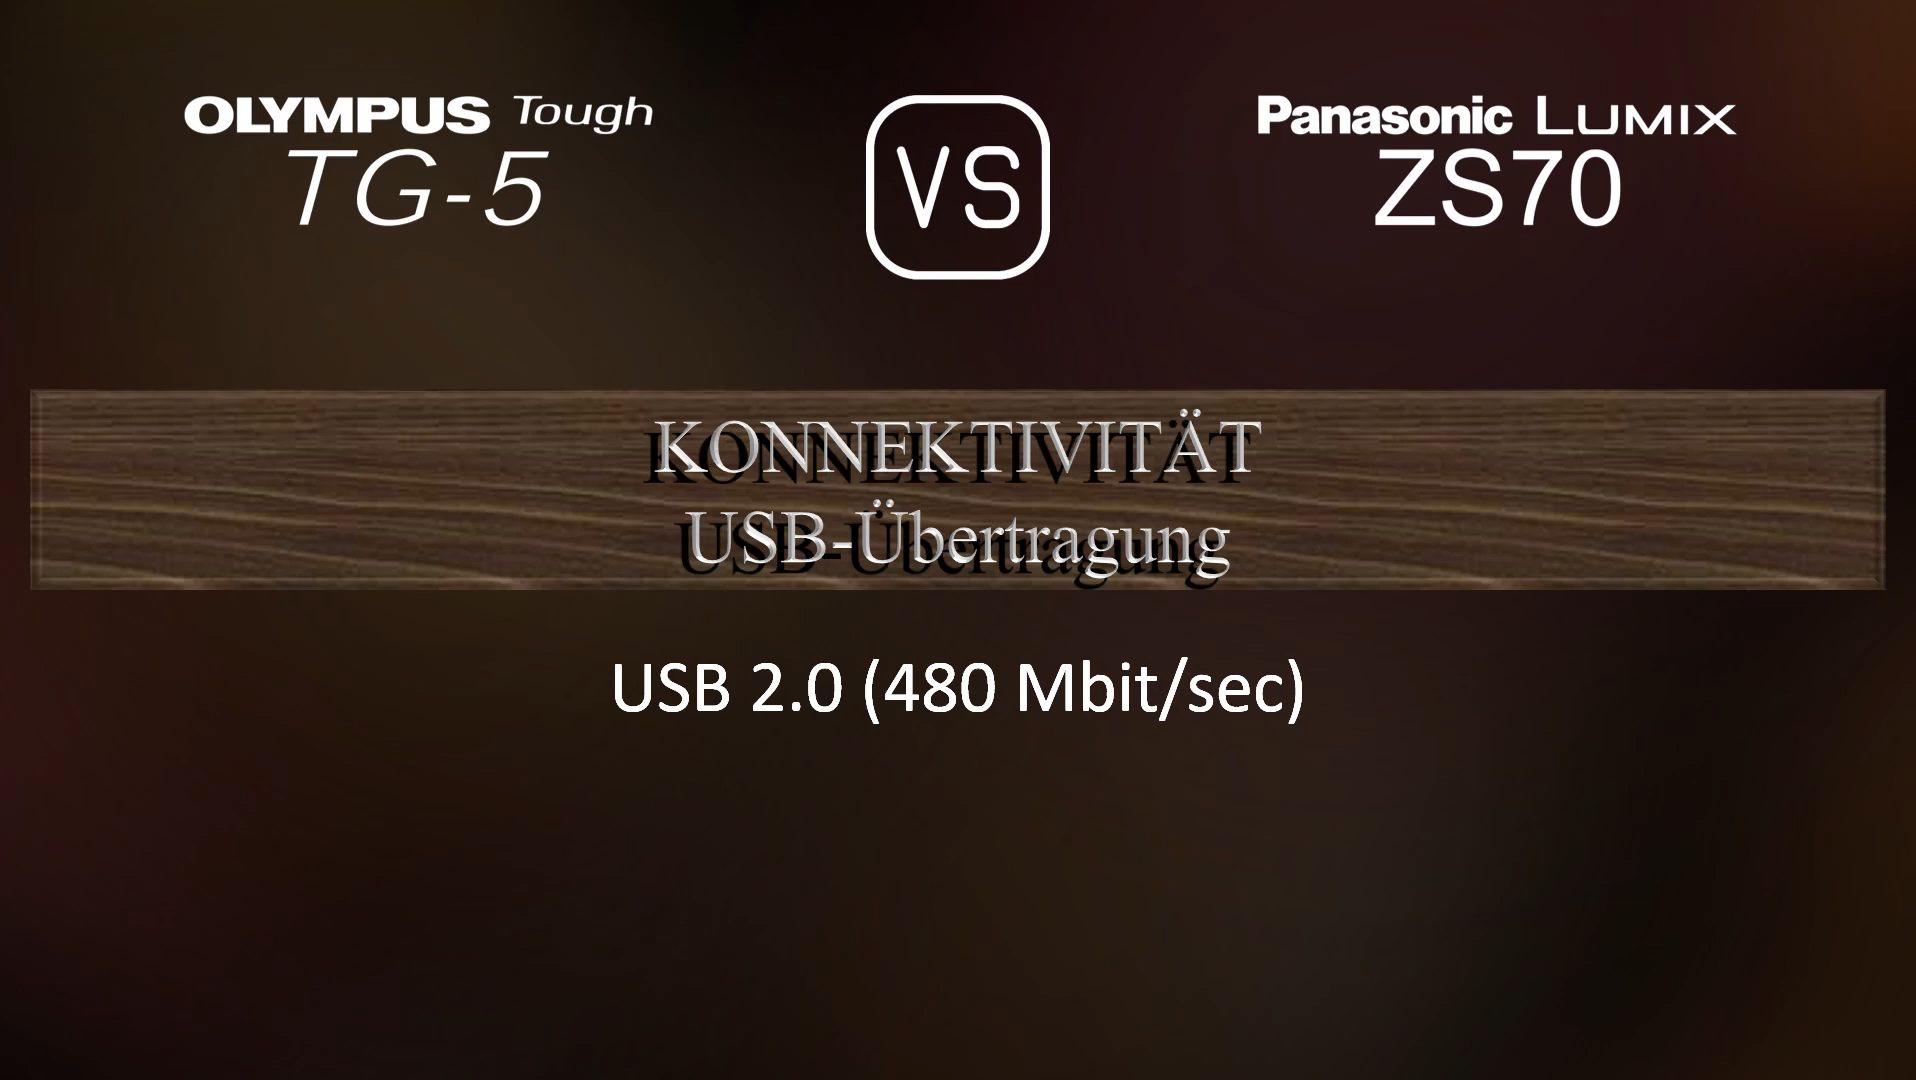 OLYMPUS Tough
TG-5
VS
Panasonic LUMIX
ZS70
KONNEKTIVITÄT
USB-Übertragung
USB 2.0 (480 Mbit/sec)